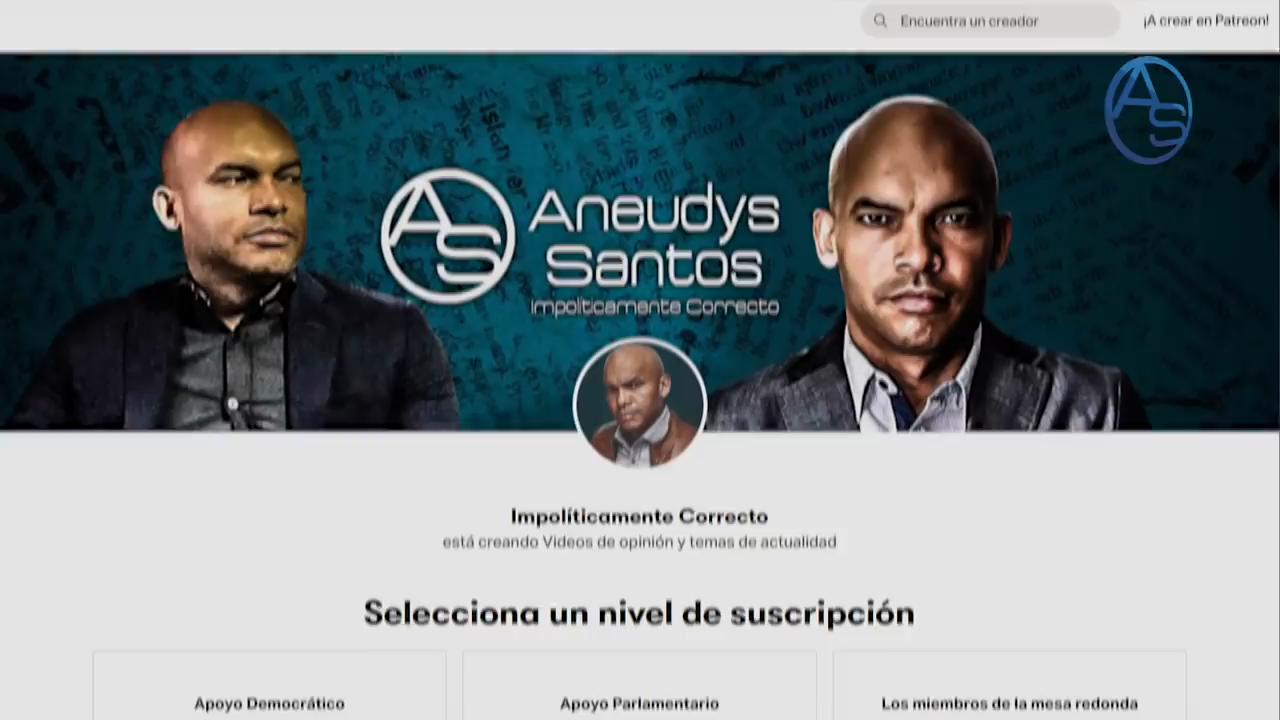 Encuentra un creador
¡A crear en Patreon!
AS
AS
Aneudys
Santos
Impolíticamente Correcto
Impolíticamente Correcto
está creando Videos de opinión y temas de actualidad
Selecciona un nivel de suscripción
Apoyo Democrático
Apoyo Parlamentario
Los miembros de la mesa redonda